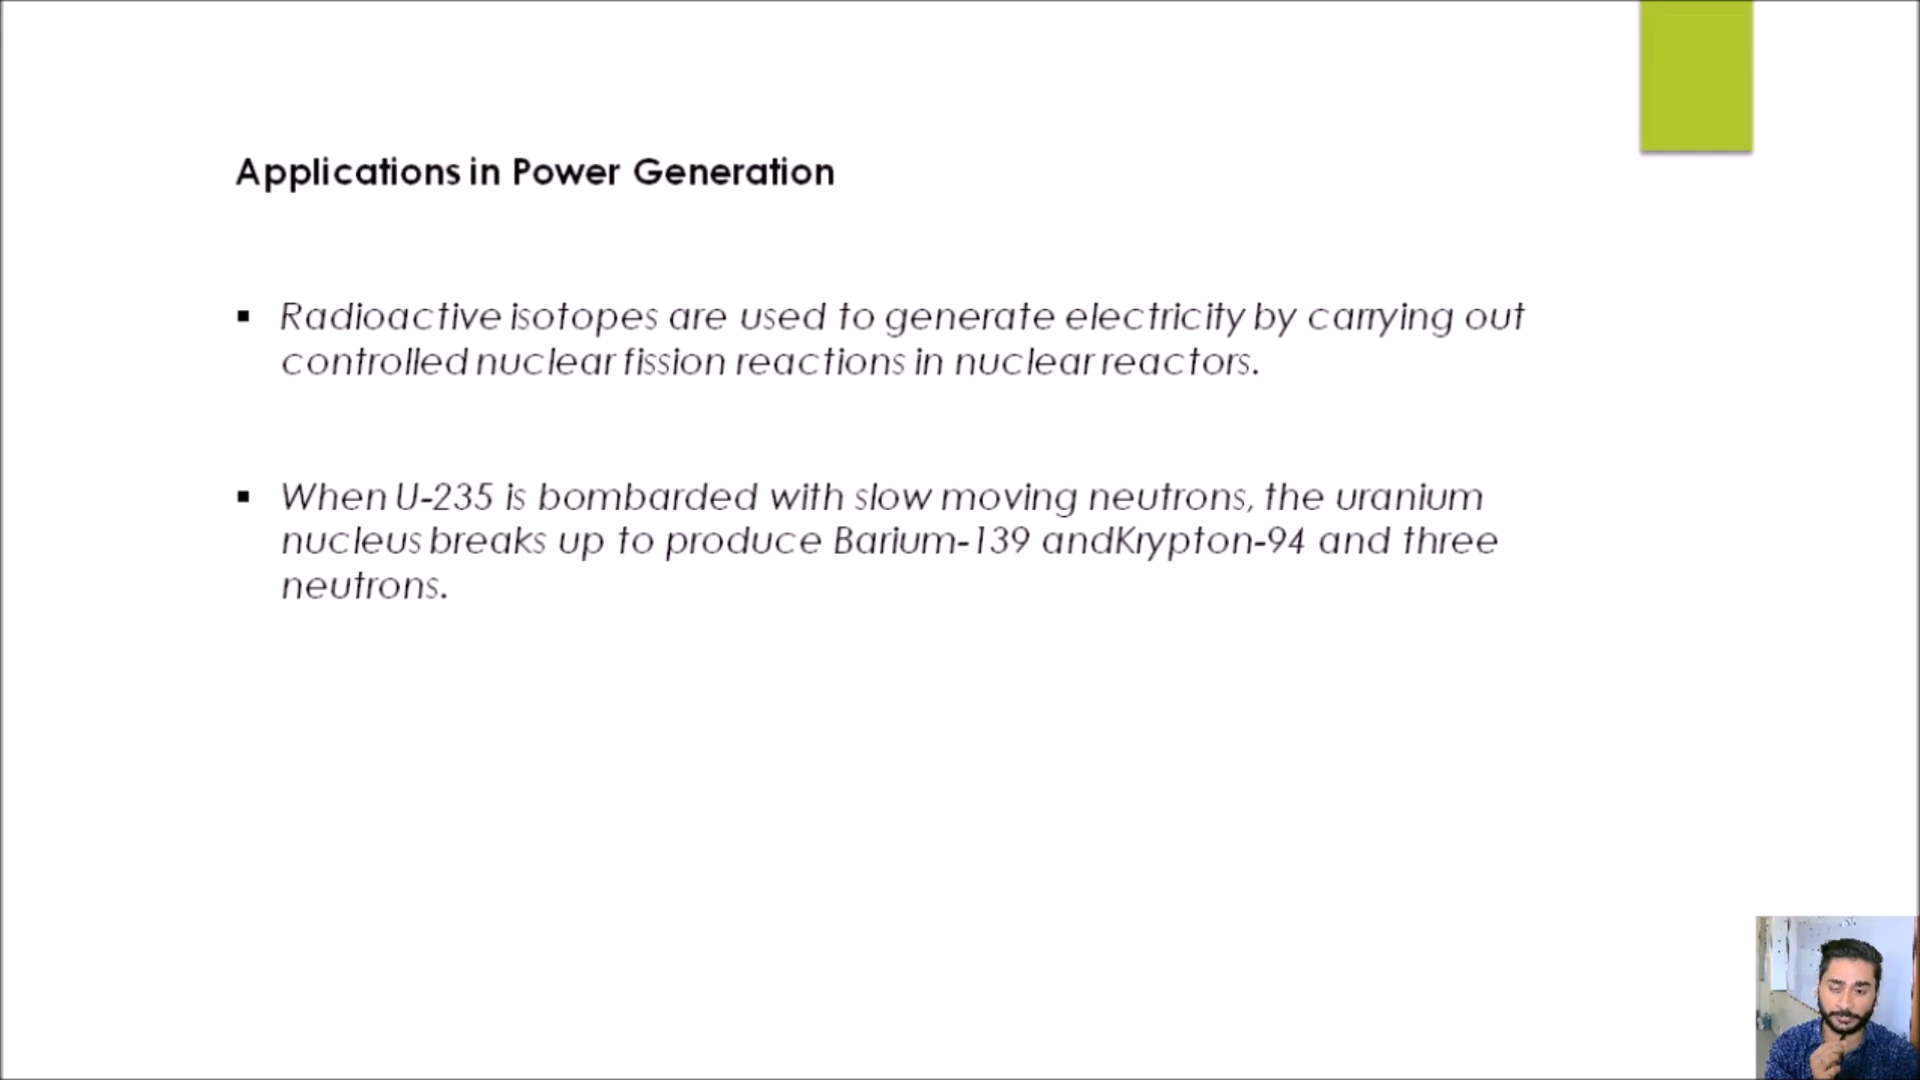 Applications in Power Generation
▪ Radioactive isotopes are used to generate electricity by carrying out
controlled nuclear fission reactions in nuclear reactors.
▪ When U-235 is bombarded with slow moving neutrons, the uranium
nucleus breaks up to produce Barium-139 andKrypton-94 and three
neutrons.